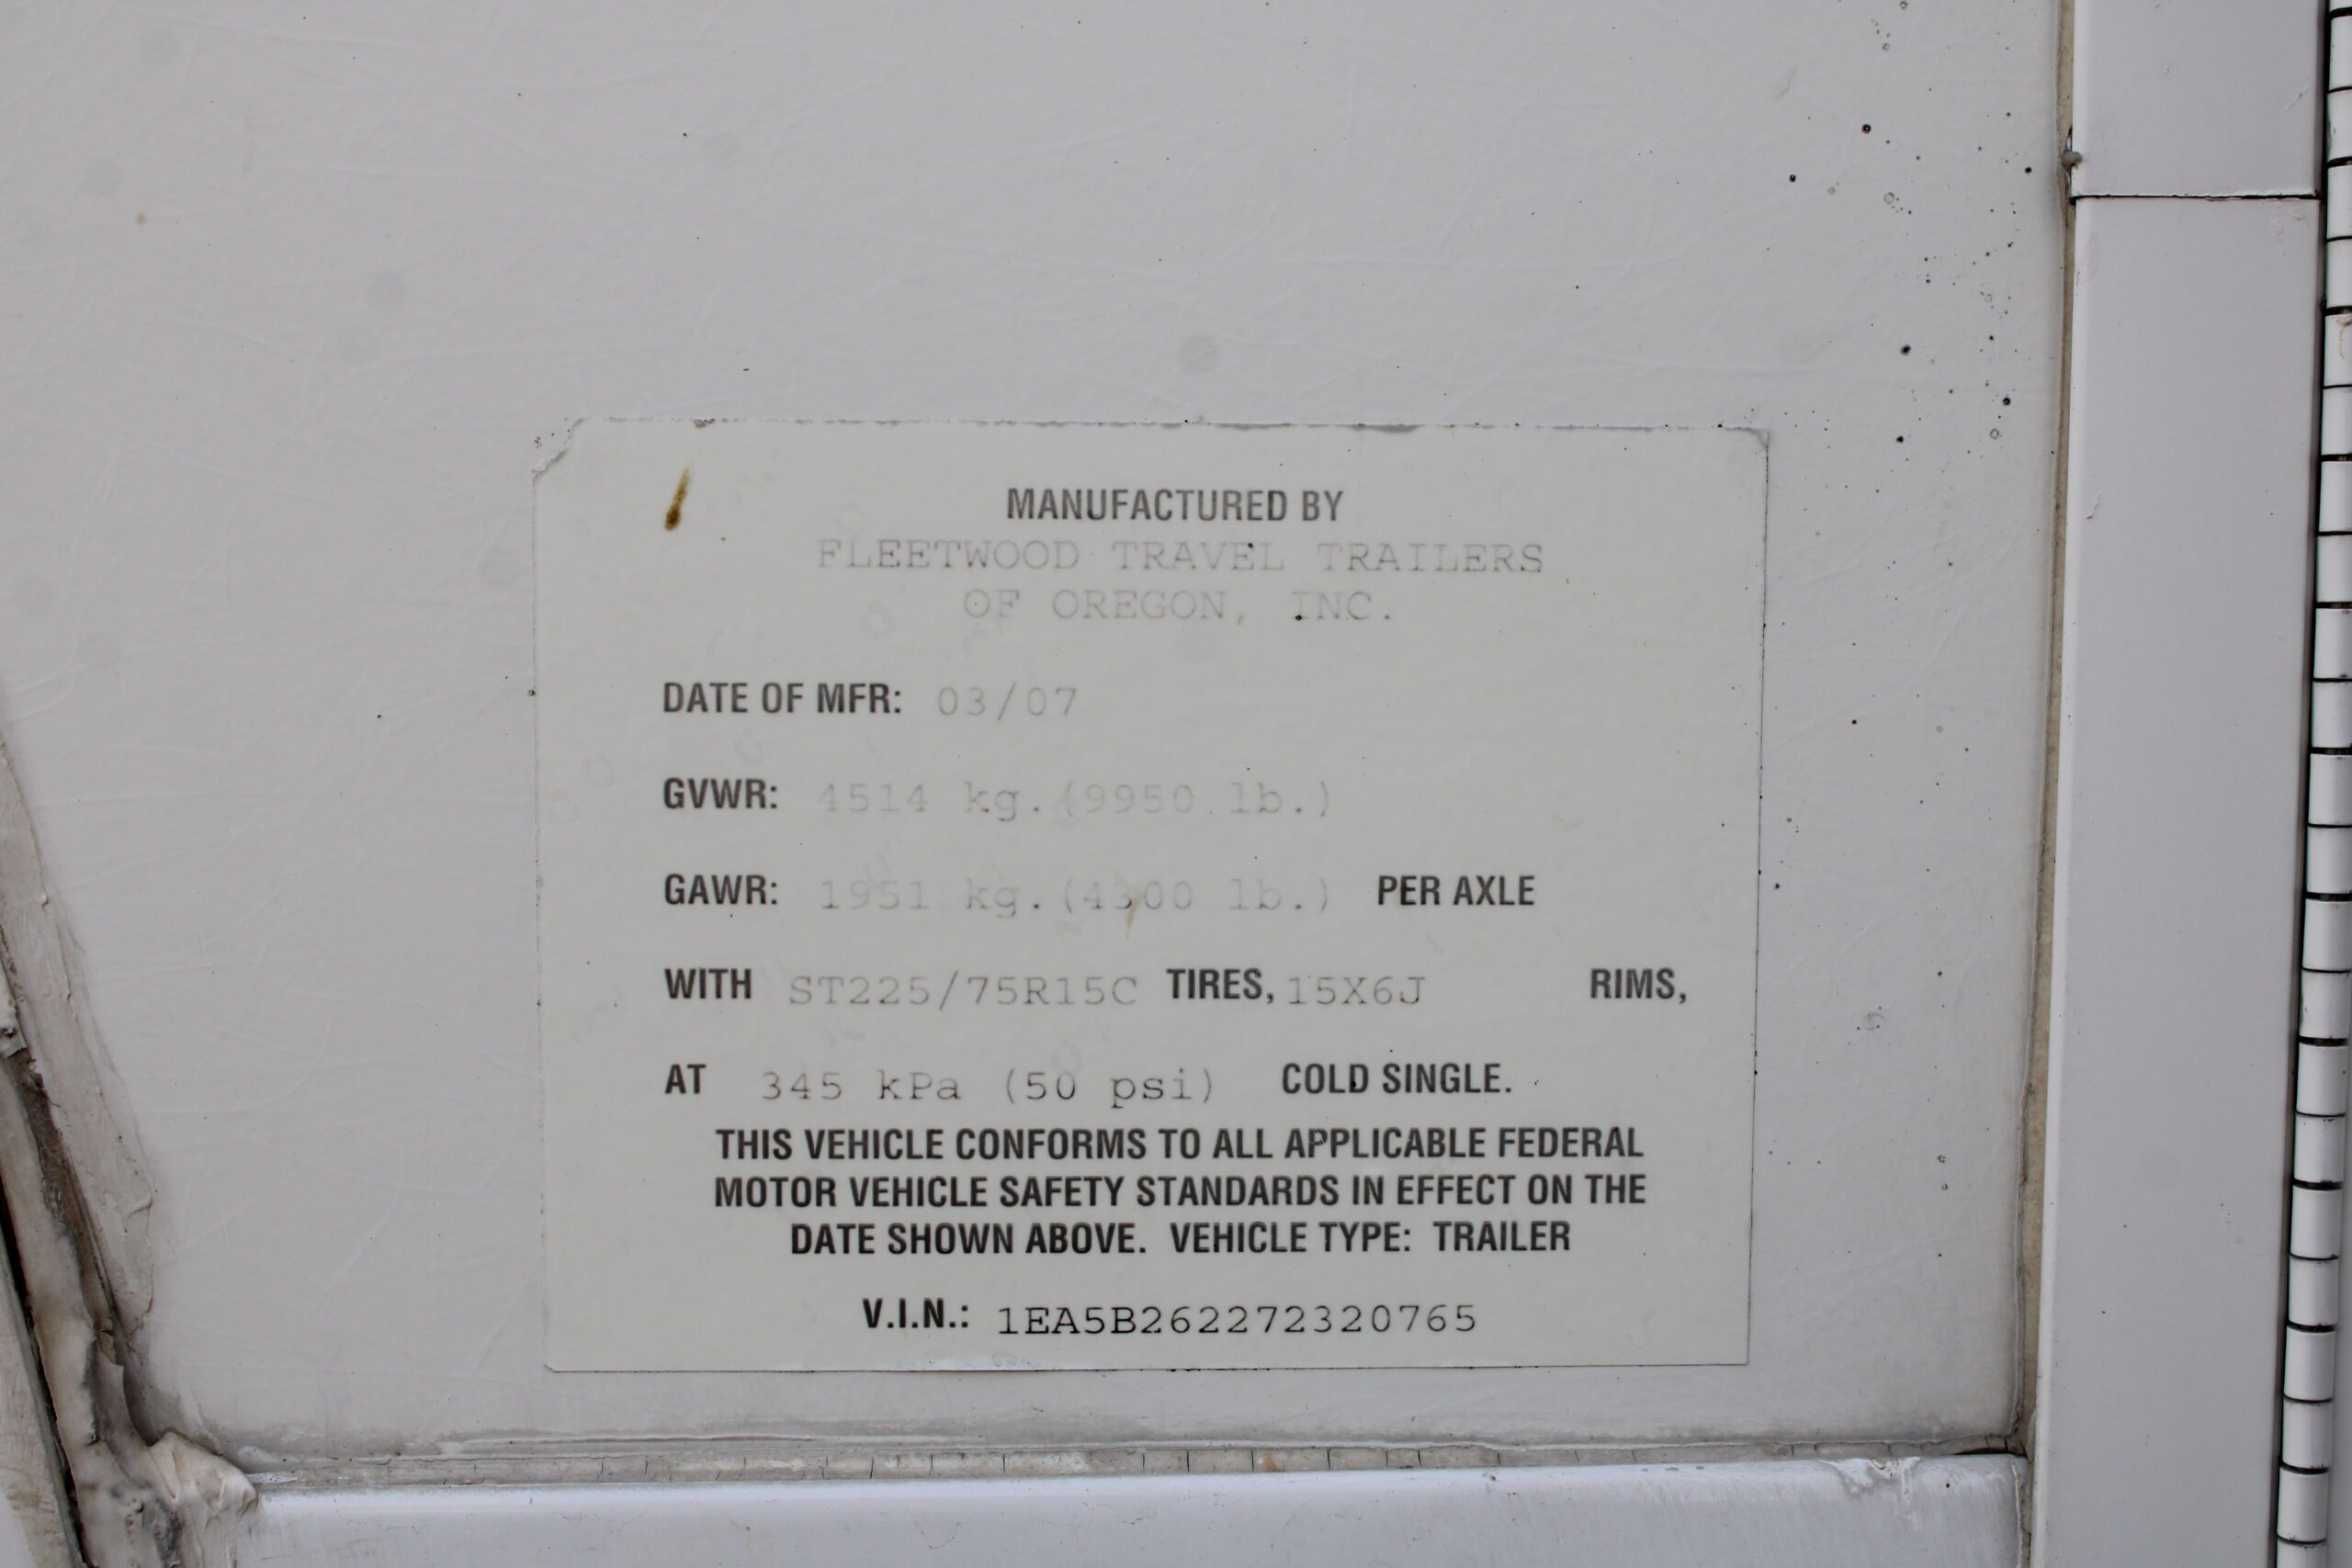 MANUFACTURED BY
FLEETWOOD TRAVEL TRAILERS
OF OREGON, INC.
DATE OF MFR: 03/07
GVWR: 4514 kg.(9950 lb.)
GAWR: 1951 kg.(4300 lb.) PER AXLE
WITH ST225/75R15C TIRES, 15X6J RIMS,
AT 345 kPa (50 psi) COLD SINGLE.
THIS VEHICLE CONFORMS TO ALL APPLICABLE FEDERAL
MOTOR VEHICLE SAFETY STANDARDS IN EFFECT ON THE
DATE SHOWN ABOVE. VEHICLE TYPE: TRAILER
V.I.N.: 1EA5B262272320765